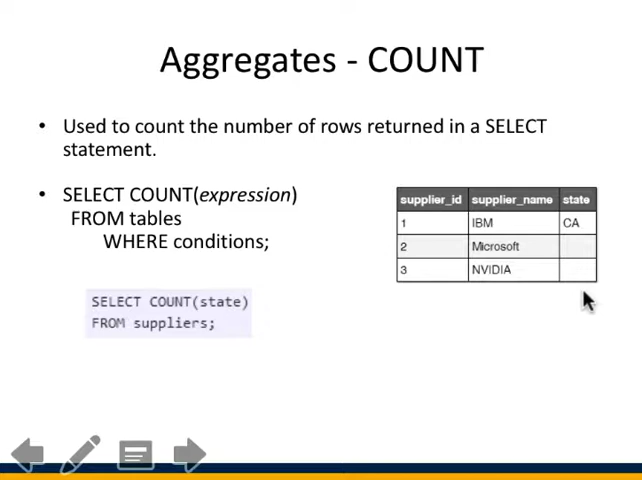 Aggregates - COUNT
• Used to count the number of rows returned in a SELECT
statement.
• SELECT COUNT(expression)
FROM tables
WHERE conditions;
supplier_id supplier_name state
1 IBM CA
2 Microsoft
3 NVIDIA
SELECT COUNT(state)
FROM suppliers;